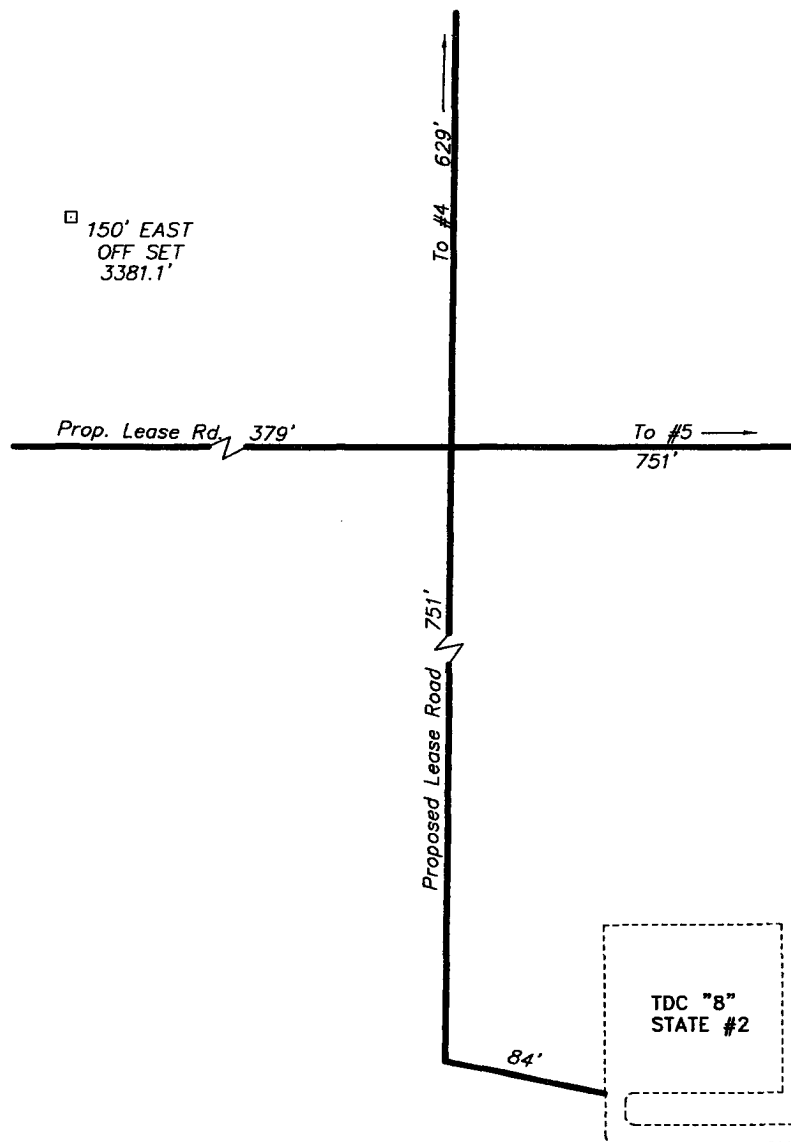 To #4 629'
150' EAST
OFF SET
3381.1'
Prop. Lease Rd. 379'
To #5
751'
751'
Proposed Lease Road
84'
TDC "8"
STATE #2